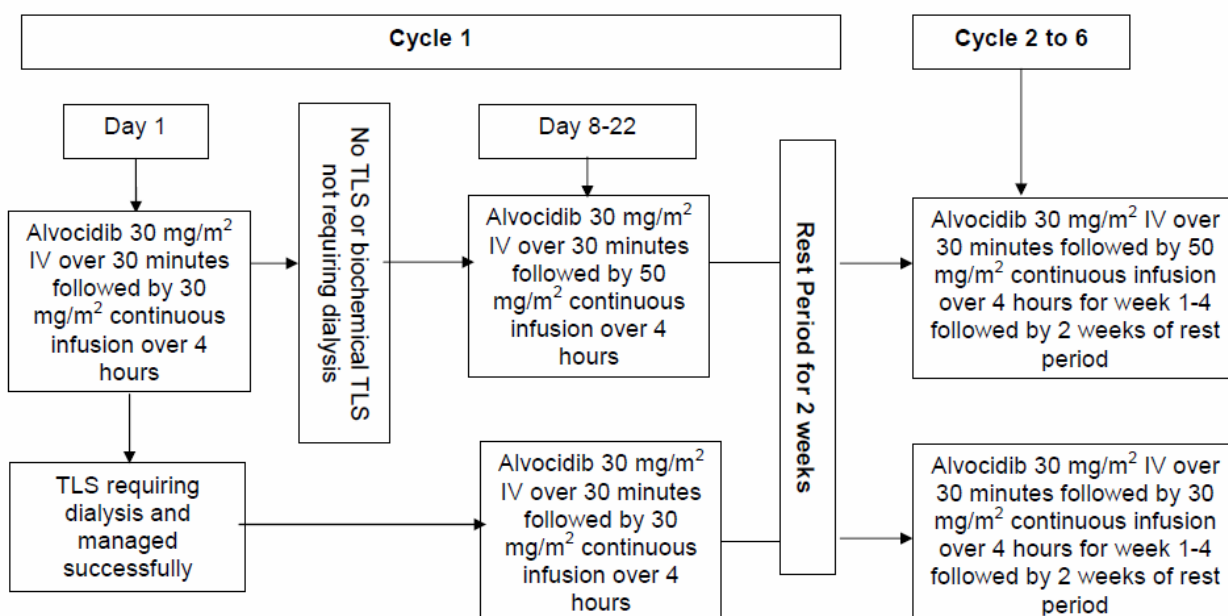 Cycle 1
Cycle 2 to 6
Day 1
No TLS or biochemical TLS
not requiring dialysis
Day 8-22
Rest Period for 2 weeks
Alvocidib 30 mg/m²
IV over 30 minutes
followed by 30
mg/m² continuous
infusion over 4
hours
Alvocidib 30 mg/m²
IV over 30 minutes
followed by 50
mg/m² continuous
infusion over 4
hours
Alvocidib 30 mg/m² IV over
30 minutes followed by 50
mg/m² continuous infusion
over 4 hours for week 1-4
followed by 2 weeks of rest
period
TLS requiring
dialysis and
managed
successfully
Alvocidib 30 mg/m²
IV over 30 minutes
followed by 30
mg/m² continuous
infusion over 4
hours
Alvocidib 30 mg/m² IV over
30 minutes followed by 30
mg/m² continuous infusion
over 4 hours for week 1-4
followed by 2 weeks of rest
period